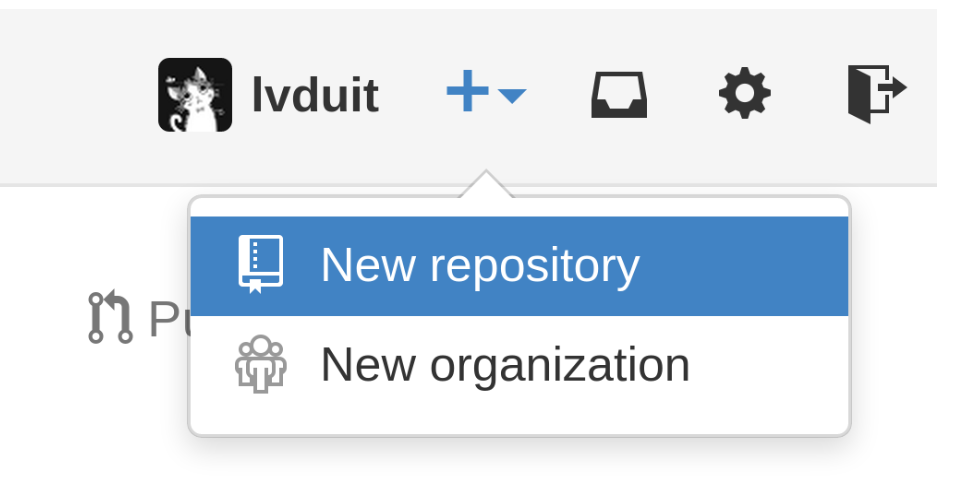 lvduit
New repository
New organization